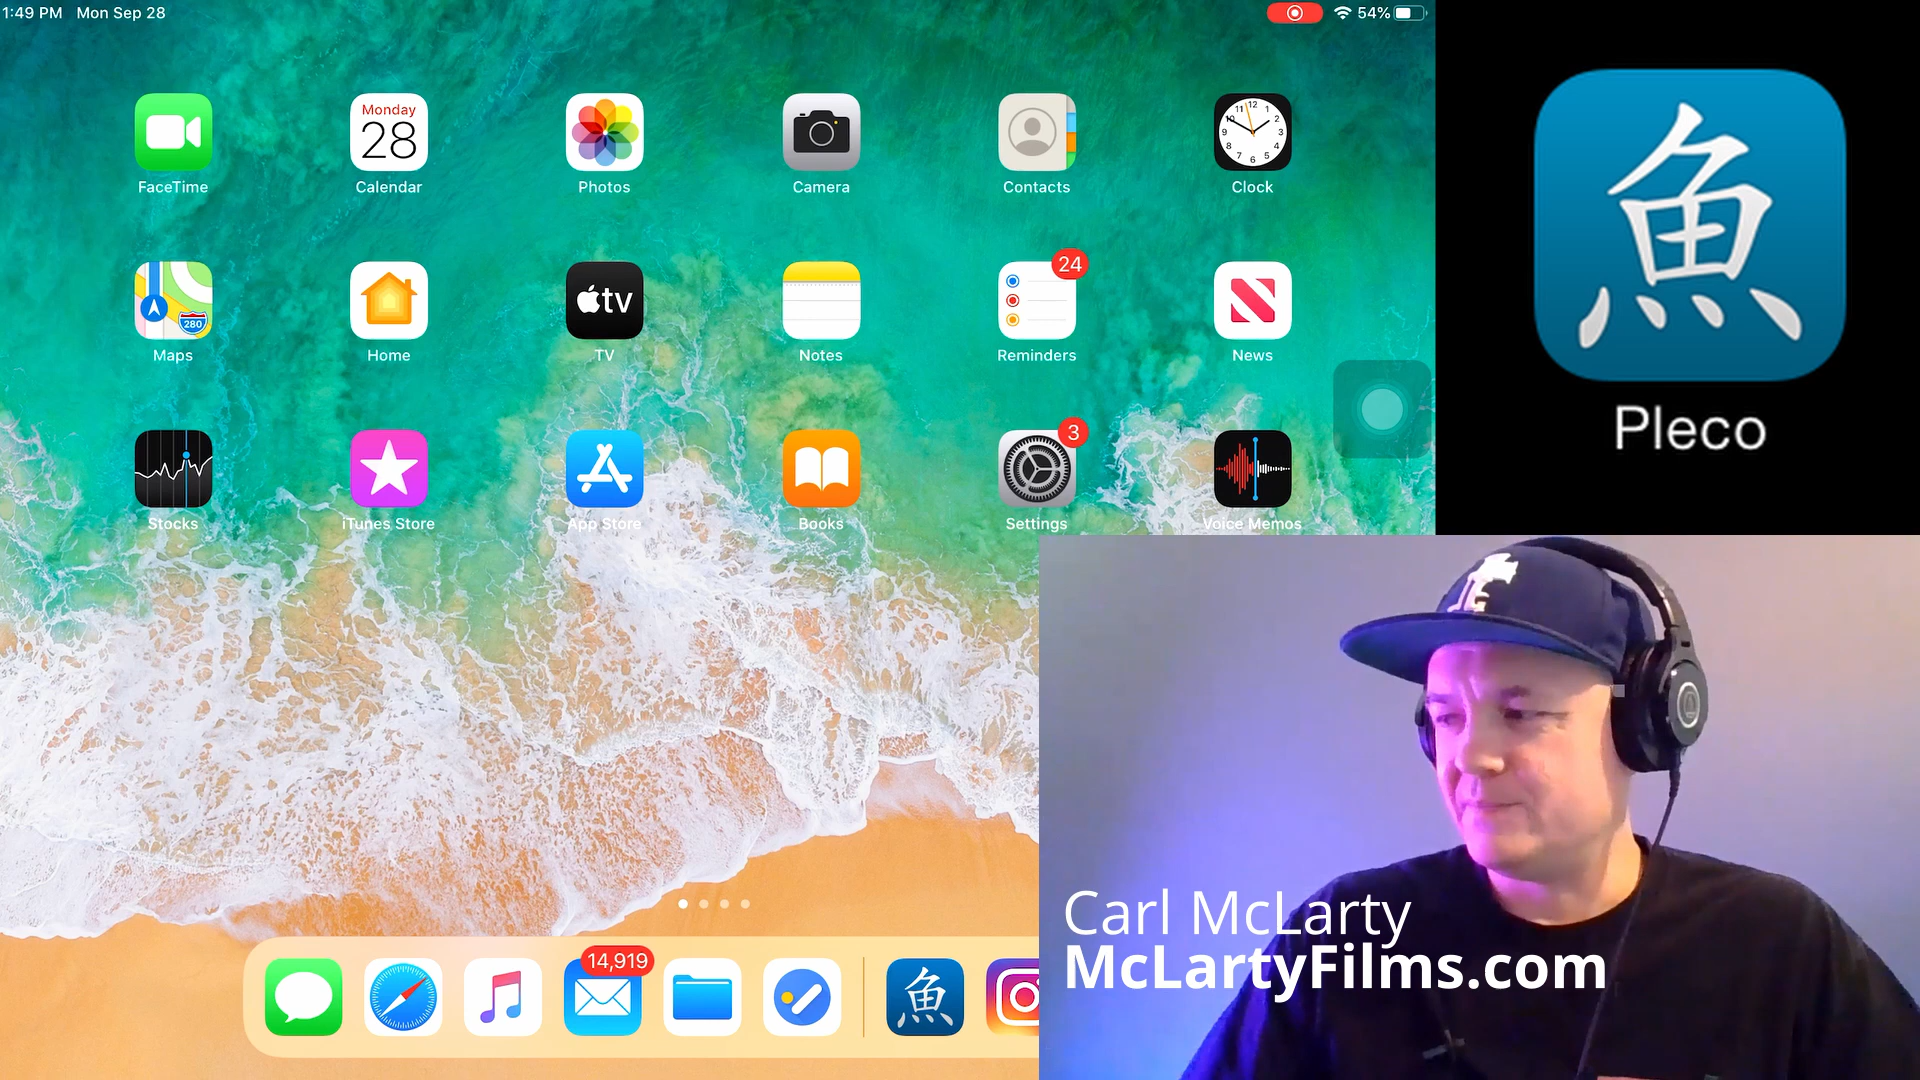 1:49 PM Mon Sep 28
54%
Monday
28
FaceTime
Calendar
Photos
Camera
Contacts
Clock
280
tv
24
Maps
Home
TV
Notes
Reminders
News
3
Stocks
iTunes Store
App Store
Books
Settings
Voice Memos
14,919
魚
魚
Pleco
Carl McLarty
McLartyFilms.com